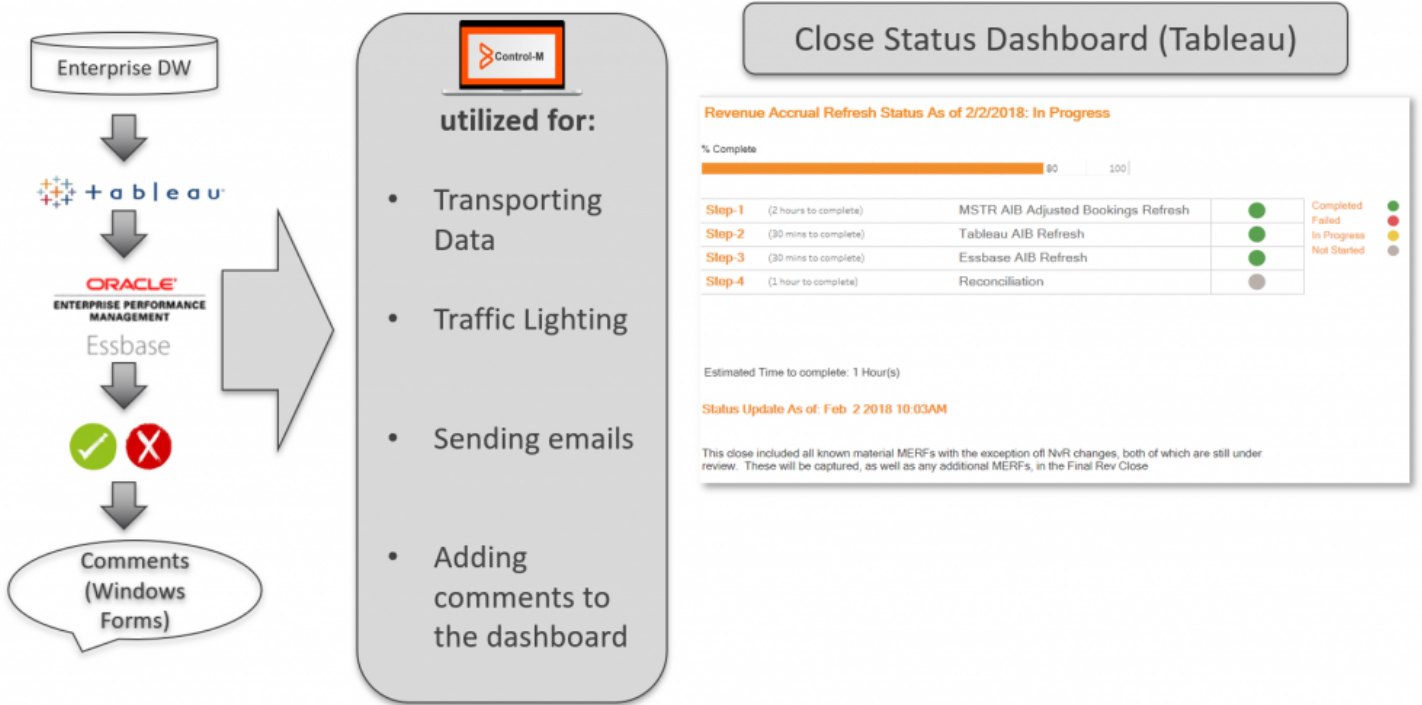 Enterprise DW
+ a b l e a u
ORACLE'
ENTERPRISE PERFORMANCE
MANAGEMENT
Essbase
Comments
(Windows
Forms)
Control-M
utilized for:
• Transporting
Data
• Traffic Lighting
• Sending emails
• Adding
comments to
the dashboard
Close Status Dashboard (Tableau)
Revenue Accrual Refresh Status As of 2/2/2018: In Progress
% Complete
80 100
Step-1 (2 hours to complete) MSTR AIB Adjusted Bookings Refresh
Step-2 (30 mins to complete) Tableau AIB Refresh
Step-3 (30 mins to complete) Essbase AIB Refresh
Step-4 (1 hour to complete) Reconciliation
Completed
Failed
In Progress
Not Started
Estimated Time to complete: 1 Hour(s)
Status Update As of: Feb 2 2018 10:03AM
This close included all known material MERFs with the exception of NvR changes, both of which are still under
review. These will be captured, as well as any additional MERFs, in the Final Rev Close